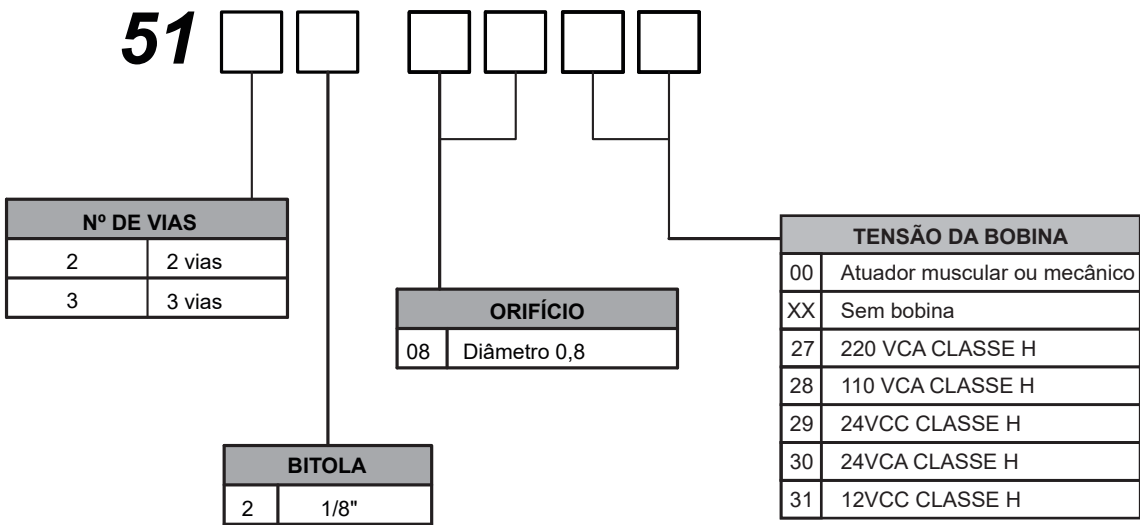 51
Nº DE VIAS
2 2 vias
3 3 vias
ORIFÍCIO
08 Diâmetro 0,8
BITOLA
2 1/8"
TENSÃO DA BOBINA
00 Atuador muscular ou mecânico
XX Sem bobina
27 220 VCA CLASSE H
28 110 VCA CLASSE H
29 24VCC CLASSE H
30 24VCA CLASSE H
31 12VCC CLASSE H